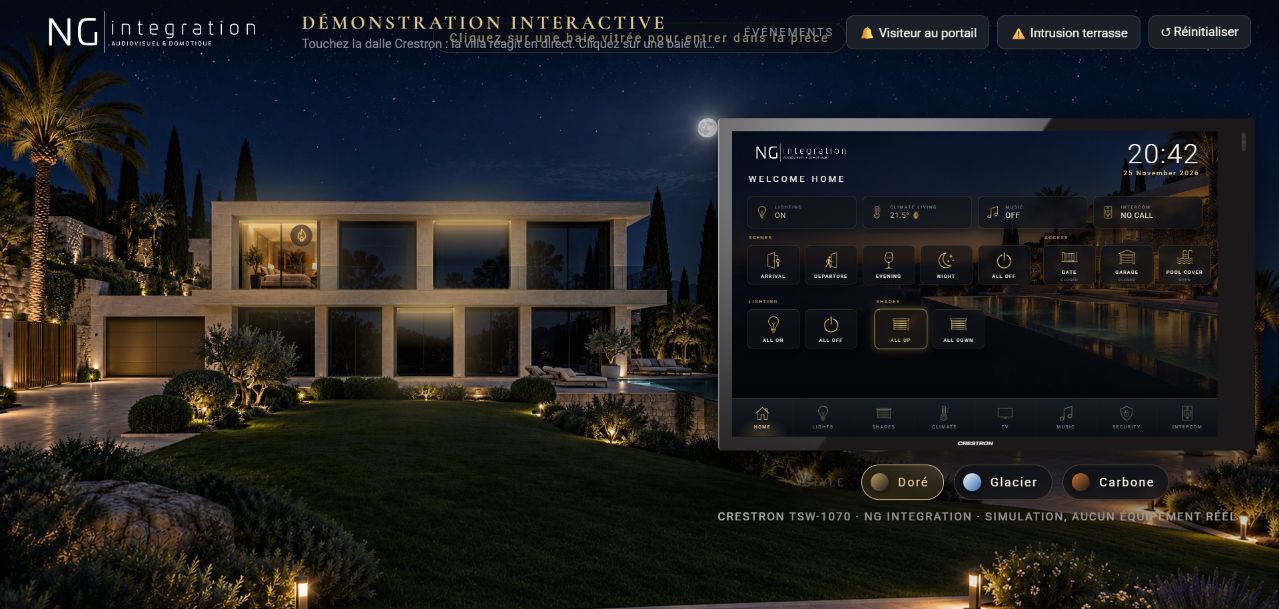 NG integration
AUDIOVISUEL & DOMOTIQUE
DÉMONSTRATION INTERACTIVE
Cliquez sur une baie vitrée pour entrer dans la pièce
Touchez la dalle Crestron : la villa réagit en direct. Cliquez sur une baie vit...
ÉVÉNEMENTS
Visiteur au portail
Intrusion terrasse
↺ Réinitialiser
NG integration
20:42
25 November 2026
WELCOME HOME
LIGHTING
ON
CLIMATE LIVING
21.5°
MUSIC
OFF
INTERCOM
NO CALL
SCENES
ACCESS
ARRIVAL
DEPARTURE
EVENING
NIGHT
ALL OFF
GATE
CLOSED
GARAGE
CLOSED
POOL COVER
OPEN
LIGHTING
SHADES
ALL ON
ALL OFF
ALL UP
ALL DOWN
HOME
LIGHTS
SHADES
CLIMATE
TV
MUSIC
SECURITY
INTERCOM
CRESTRON
STYLE
Doré
Glacier
Carbone
CRESTRON TSW-1070 · NG INTEGRATION · SIMULATION, AUCUN ÉQUIPEMENT RÉEL